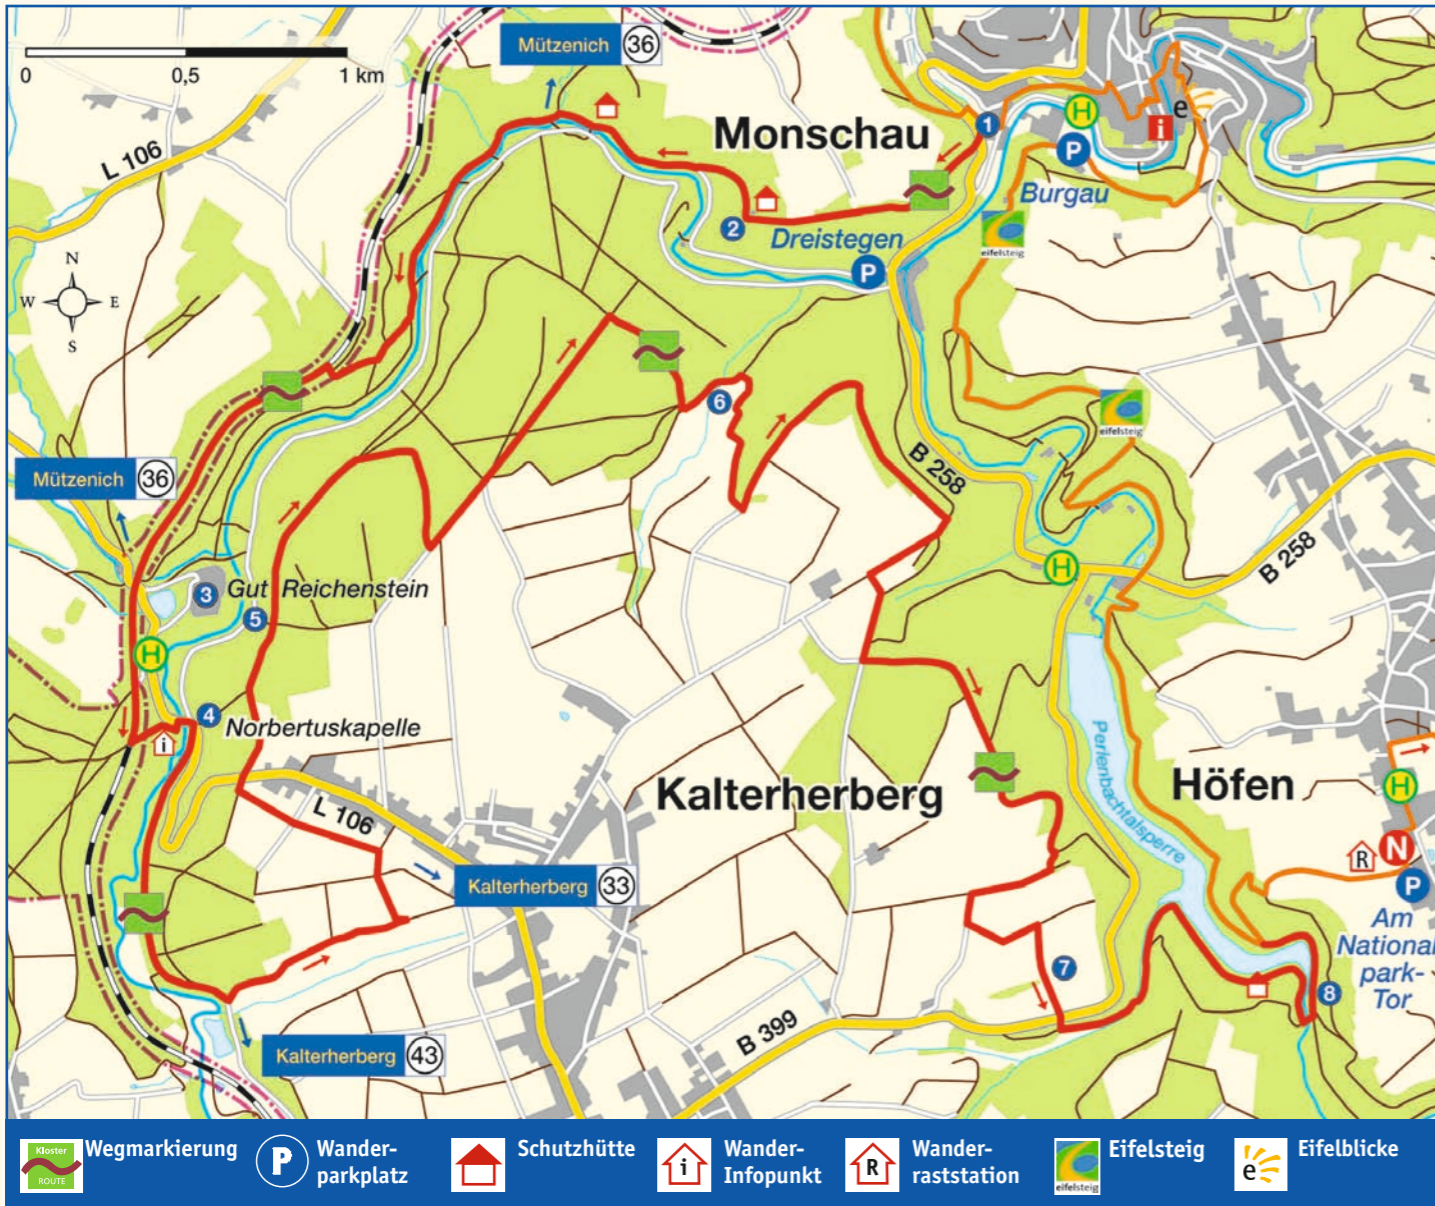 Mützenich 36
0 0,5 1 km
L 106
N
W E
S
Monschau
1
H
i
e
P
Burgau
eifelsteig
2
Dreistegen
P
6
eifelsteig
B 258
Mützenich 36
H
B 258
3
Gut Reichenstein
5
H
4
Norbertuskapelle
i
Perlenbachtalsperre
Kalterherberg
Höfen
H
L 106
R
N
P
Kalterherberg 33
Am
National-
park-
Tor
7
8
B 399
Kalterherberg 43
Kloster
ROUTE
Wegmarkierung
P
Wander-
parkplatz
Schutzhütte
i
Wander-
Infopunkt
R
Wander-
raststation
eifelsteig
Eifelsteig
e
Eifelblicke